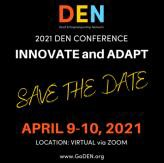 DEN
2021 DEN CONFERENCE
INNOVATE and ADAPT
SAVE THE DATE
APRIL 9-10, 2021
LOCATION: VIRTUAL via ZOOM
www.GoDEN.org